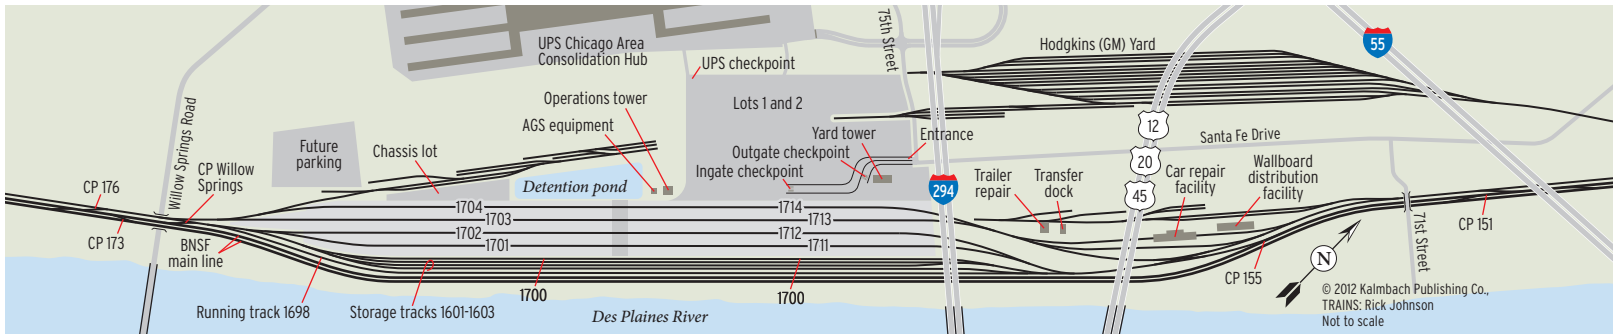 UPS Chicago Area
Consolidation Hub
75th Street
Hodgkins (GM) Yard
55
UPS checkpoint
Operations tower
AGS equipment
Lots 1 and 2
Willow Springs Road
Future
parking
Chassis lot
Yard tower
Outgate checkpoint
Ingate checkpoint
Entrance
12
20
45
Santa Fe Drive
CP 176
CP Willow
Springs
Detention pond
294
Trailer
repair
Transfer
dock
Car repair
facility
Wallboard
distribution
facility
CP 173
BNSF
main line
1704
1703
1702
1701
1714
1713
1712
1711
CP 151
71st Street
CP 155
N
Running track 1698
Storage tracks 1601-1603
1700
1700
Des Plaines River
© 2012 Kalmbach Publishing Co.,
TRAINS: Rick Johnson
Not to scale